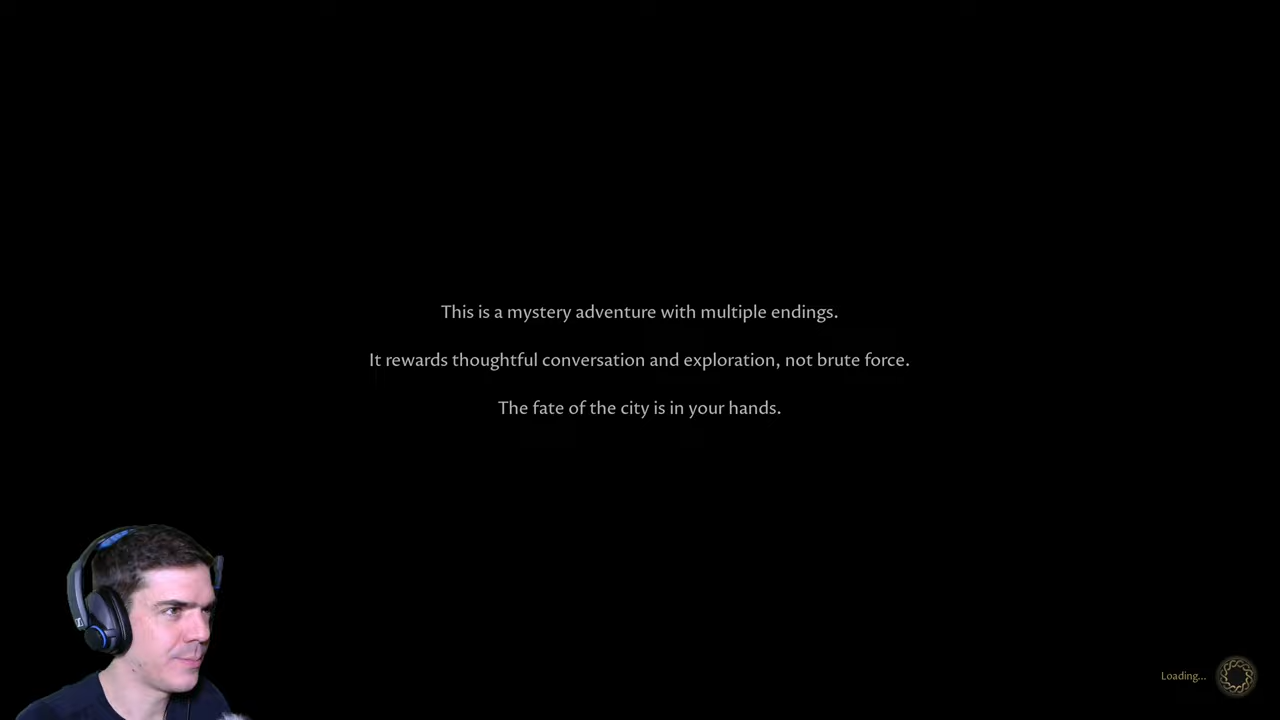 This is a mystery adventure with multiple endings.
It rewards thoughtful conversation and exploration, not brute force.
The fate of the city is in your hands.
Loading...